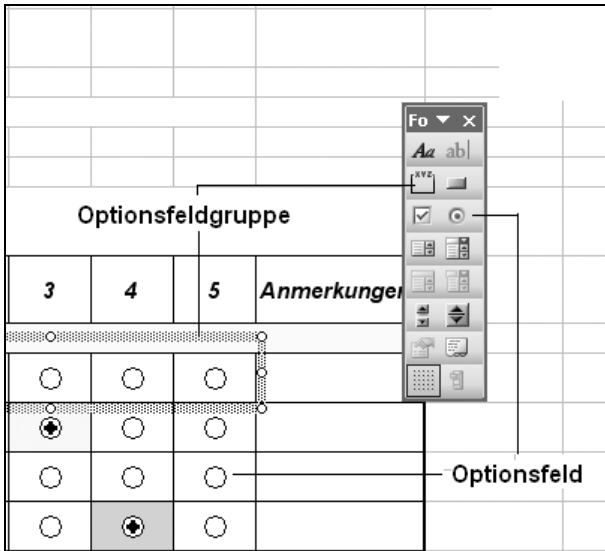 Fo
Aa ab
XYZ
Optionsfeldgruppe
3 4 5 Anmerkungen
Optionsfeld